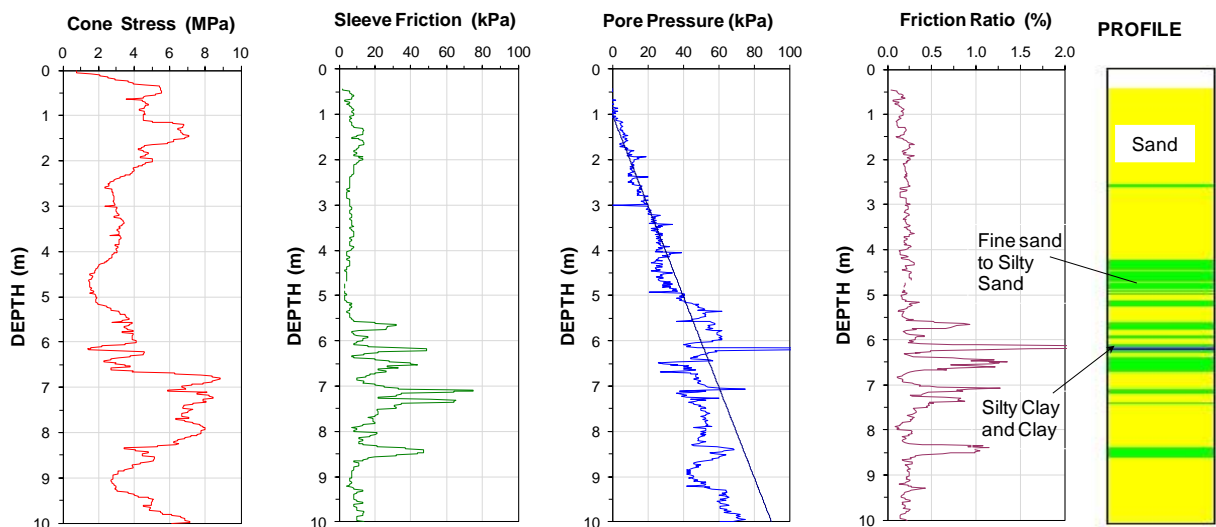 Cone Stress (MPa)
0 2 4 6 8 10
0
1
2
3
4
5
6
7
8
9
10
DEPTH (m)
Sleeve Friction (kPa)
0 20 40 60 80 100
0
1
2
3
4
5
6
7
8
9
10
DEPTH (m)
Pore Pressure (kPa)
0 20 40 60 80 100
0
1
2
3
4
5
6
7
8
9
10
DEPTH (m)
Friction Ratio (%)
0.0 0.5 1.0 1.5 2.0
0
1
2
3
4
5
6
7
8
9
10
DEPTH (m)
PROFILE
Sand
Fine sand
to Silty
Sand
Silty Clay
and Clay